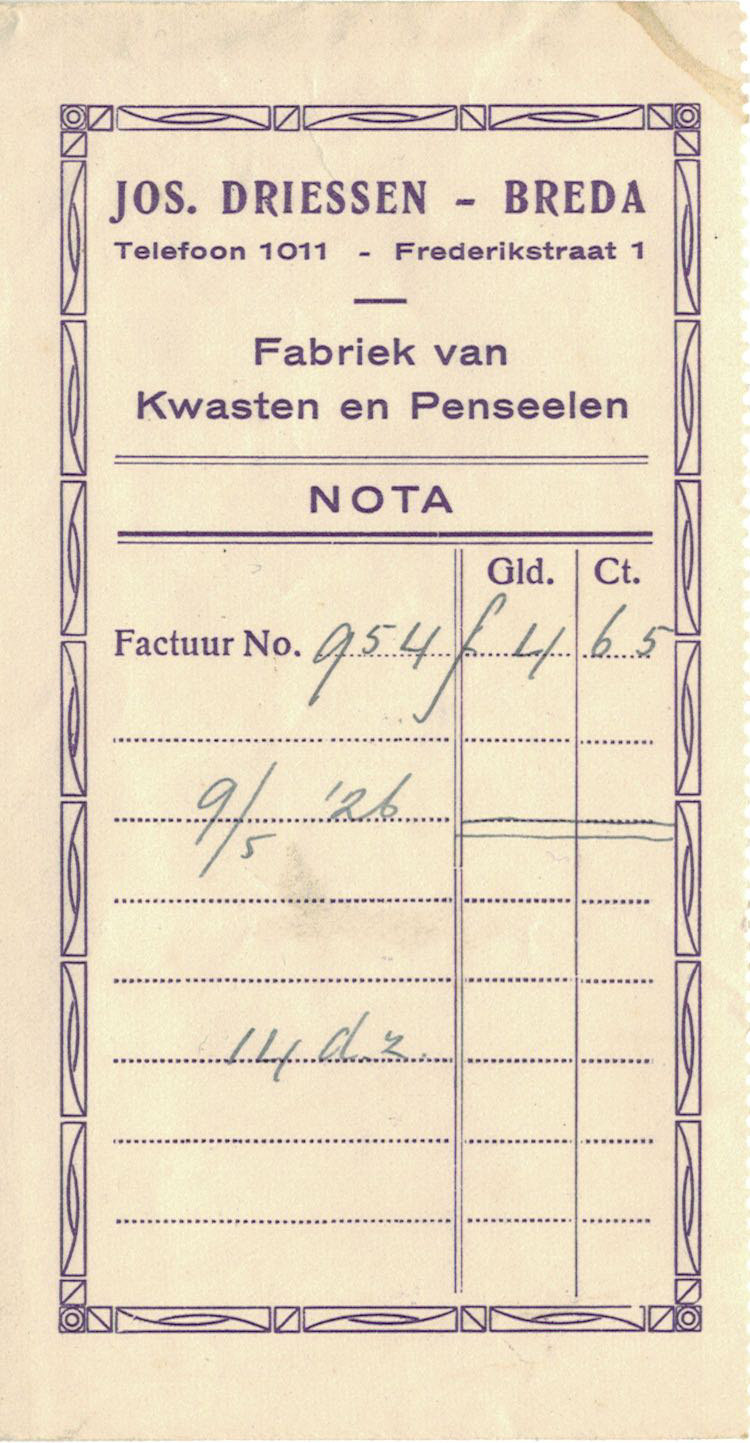 JOS. DRIESSEN - BREDA
Telefoon 1011 - Frederikstraat 1
Fabriek van
Kwasten en Penseelen
NOTA
Gld. Ct.
Factuur No. 954 f 4 65
9/5 '26
14 d.z.